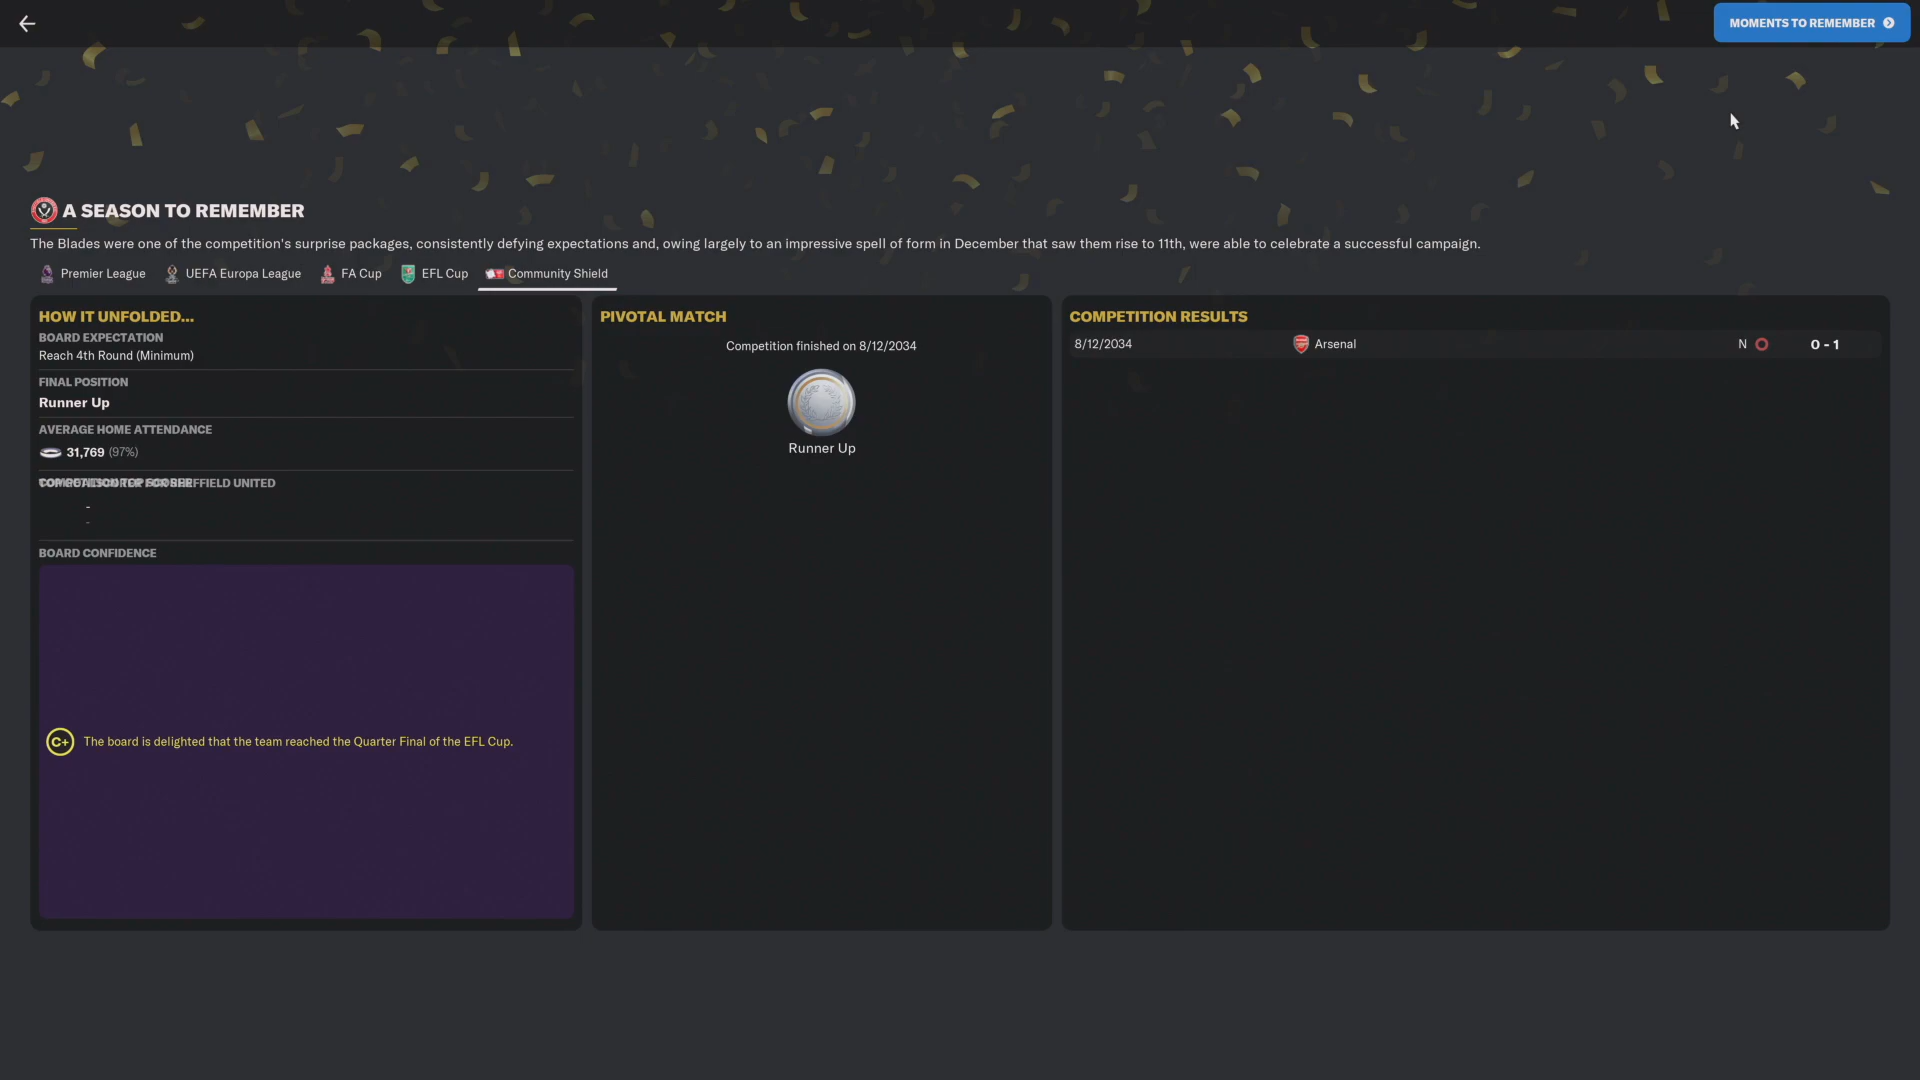 MOMENTS TO REMEMBER
A SEASON TO REMEMBER
The Blades were one of the competition's surprise packages, consistently defying expectations and, owing largely to an impressive spell of form in December that saw them rise to 11th, were able to celebrate a successful campaign.
Premier League UEFA Europa League FA Cup EFL Cup Community Shield
HOW IT UNFOLDED...
BOARD EXPECTATION
Reach 4th Round (Minimum)
FINAL POSITION
Runner Up
AVERAGE HOME ATTENDANCE
31,769 (97%)
SHEFFIELD UNITED
-
-
BOARD CONFIDENCE
C+ The board is delighted that the team reached the Quarter Final of the EFL Cup.
PIVOTAL MATCH
Competition finished on 8/12/2034
Runner Up
COMPETITION RESULTS
8/12/2034 Arsenal N 0 - 1